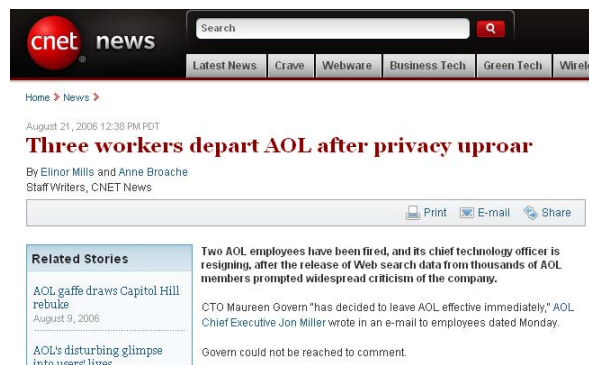 cnet news
Search
Latest News Crave Webware Business Tech Green Tech
Home > News >
August 21, 2006 12:38 PM PDT
Three workers depart AOL after privacy uproar
By Elinor Mills and Anne Broache
Staff Writers, CNET News
Print E-mail Share
Related Stories
AOL gaffe draws Capitol Hill
rebuke
August 9, 2006
AOL's disturbing glimpse
into users' lives
Two AOL employees have been fired, and its chief technology officer is
resigning, after the release of Web search data from thousands of AOL
members prompted widespread criticism of the company.
CTO Maureen Govern "has decided to leave AOL effective immediately," AOL
Chief Executive Jon Miller wrote in an e-mail to employees dated Monday.
Govern could not be reached to comment.